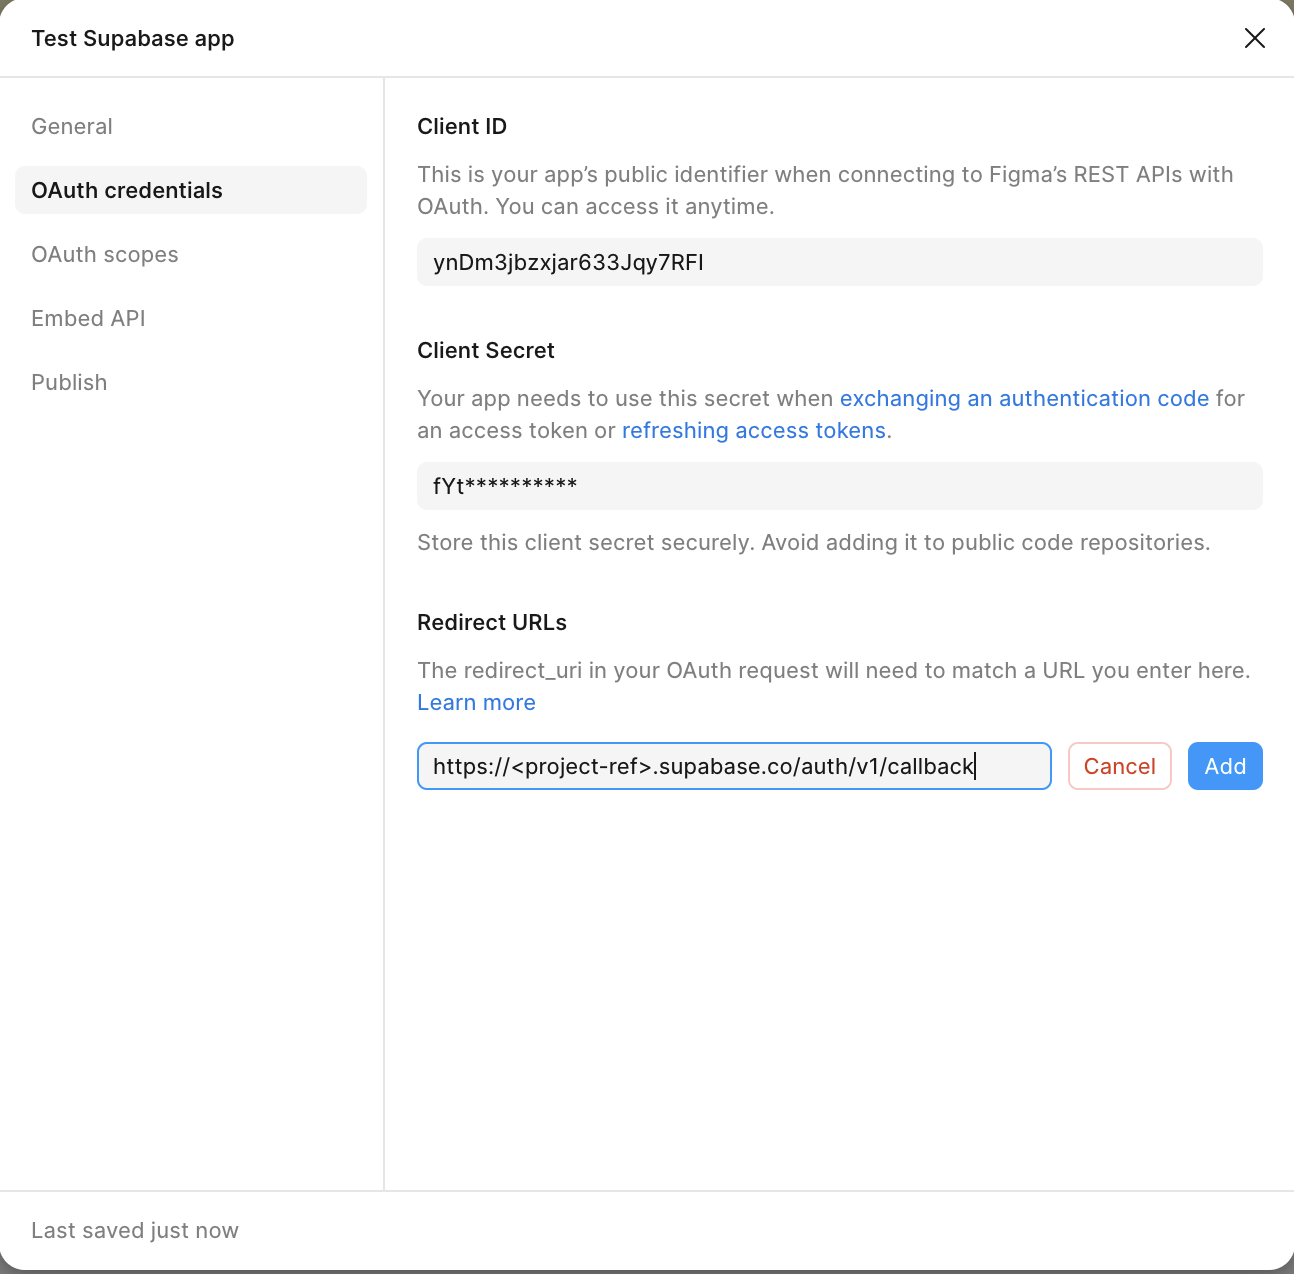 Test Supabase app
General
OAuth credentials
OAuth scopes
Embed API
Publish
Client ID
This is your app’s public identifier when connecting to Figma’s REST APIs with
OAuth. You can access it anytime.
ynDm3jbzxjar633Jqy7RFI
Client Secret
Your app needs to use this secret when exchanging an authentication code for
an access token or refreshing access tokens.
fYt**********
Store this client secret securely. Avoid adding it to public code repositories.
Redirect URLs
The redirect_uri in your OAuth request will need to match a URL you enter here.
Learn more
https://<project-ref>.supabase.co/auth/v1/callback
Cancel
Add
Last saved just now